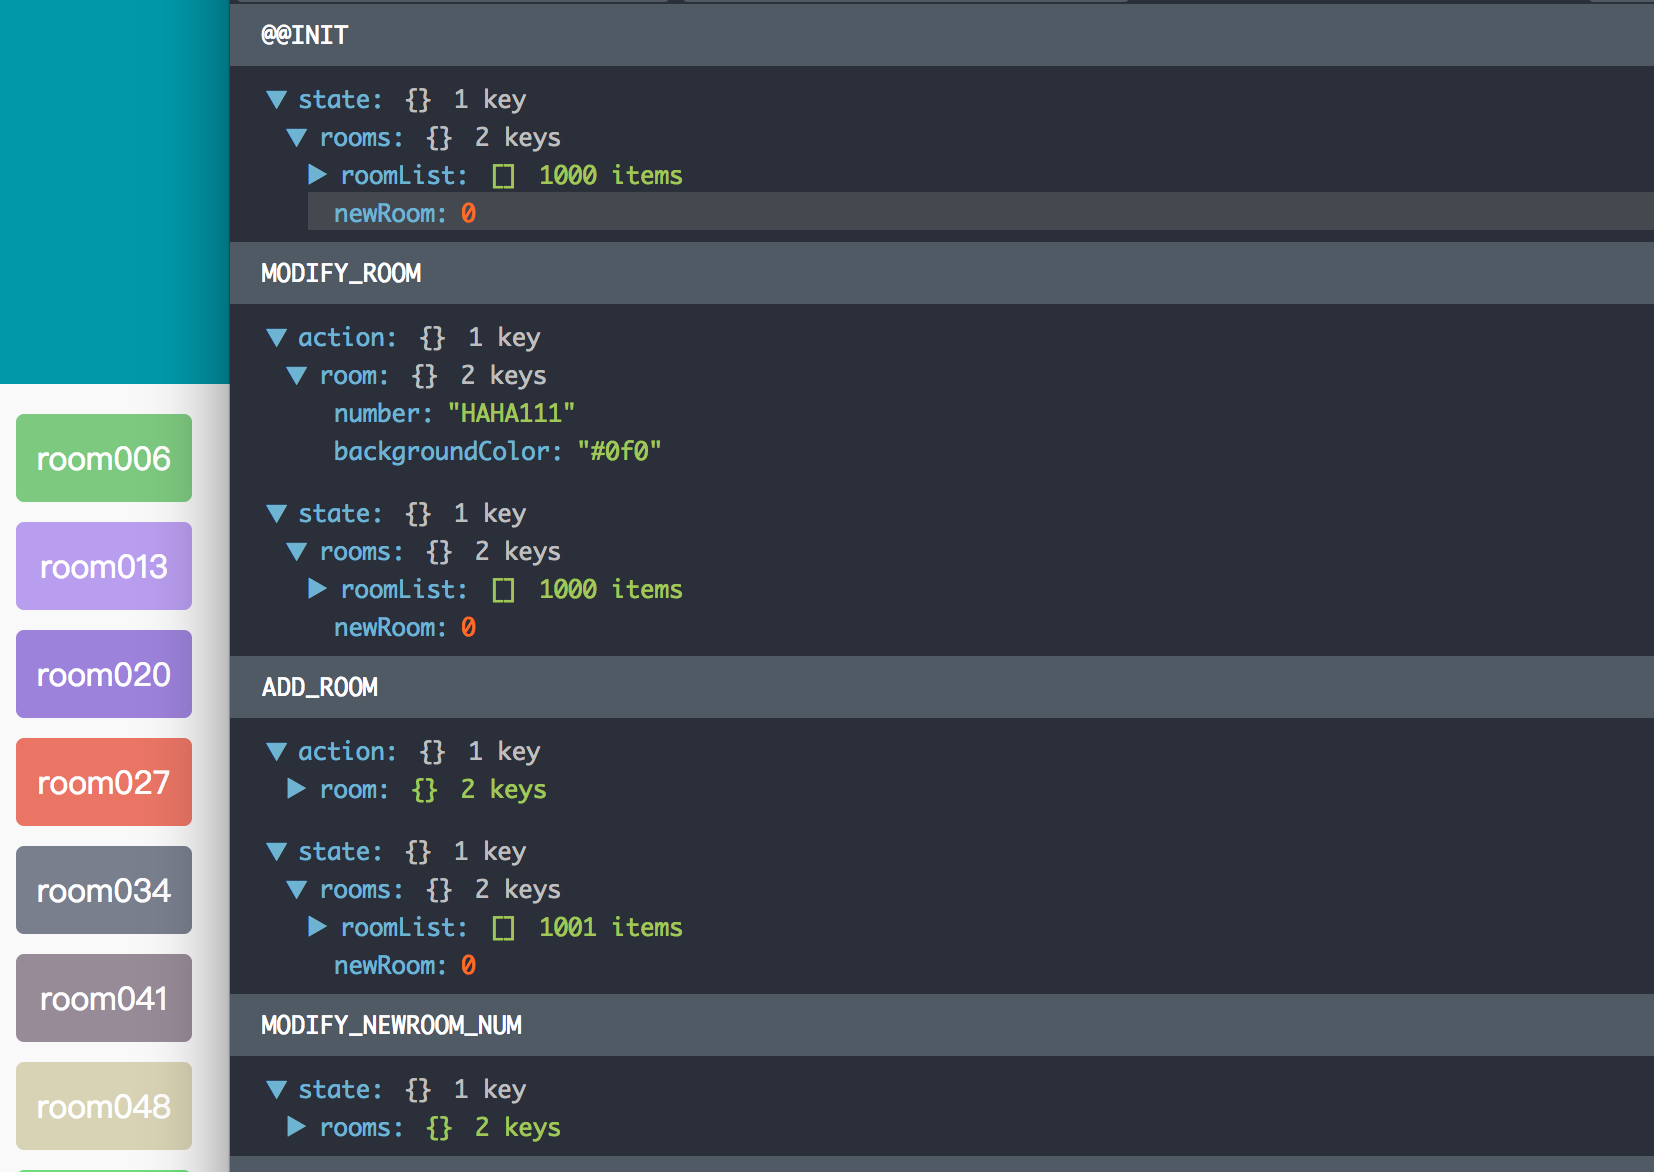 room006
room013
room020
room027
room034
room041
room048
@@INIT
state: {} 1 key
rooms: {} 2 keys
roomList: [] 1000 items
newRoom: 0
MODIFY_ROOM
action: {} 1 key
room: {} 2 keys
number: "HAHA111"
backgroundColor: "#0f0"
state: {} 1 key
rooms: {} 2 keys
roomList: [] 1000 items
newRoom: 0
ADD_ROOM
action: {} 1 key
room: {} 2 keys
state: {} 1 key
rooms: {} 2 keys
roomList: [] 1001 items
newRoom: 0
MODIFY_NEWROOM_NUM
state: {} 1 key
rooms: {} 2 keys